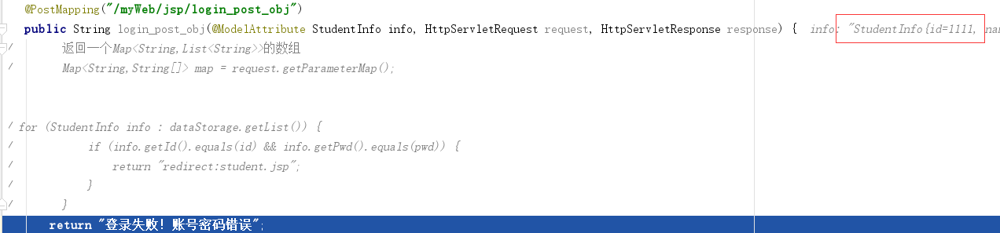 @PostMapping("/myWeb/jsp/login_post_obj")
public String login_post_obj(@ModelAttribute StudentInfo info, HttpServletRequest request, HttpServletResponse response) { info: "StudentInfo{id=1111,
/ 返回一个Map<String,List<String>>的数组
/ Map<String,String[]> map = request.getParameterMap();
/ for (StudentInfo info : dataStorage.getList()) {
/ if (info.getId().equals(id) && info.getPwd().equals(pwd)) {
/ return "redirect:student.jsp";
/ }
/ }
return "登录失败！账号密码错误";